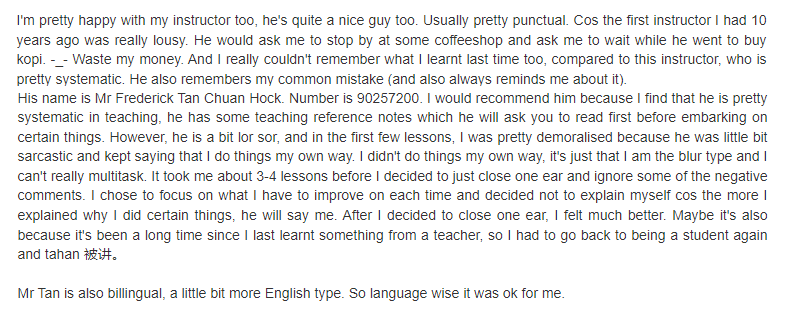 I'm pretty happy with my instructor too, he's quite a nice guy too. Usually pretty punctual. Cos the first instructor I had 10
years ago was really lousy. He would ask me to stop by at some coffeeshop and ask me to wait while he went to buy
kopi. -_- Waste my money. And I really couldn't remember what I learnt last time too, compared to this instructor, who is
pretty systematic. He also remembers my common mistake (and also always reminds me about it).
His name is Mr Frederick Tan Chuan Hock. Number is 90257200. I would recommend him because I find that he is pretty
systematic in teaching, he has some teaching reference notes which he will ask you to read first before embarking on
certain things. However, he is a bit lor sor, and in the first few lessons, I was pretty demoralised because he was little bit
sarcastic and kept saying that I do things my own way. I didn't do things my own way, it's just that I am the blur type and I
can't really multitask. It took me about 3-4 lessons before I decided to just close one ear and ignore some of the negative
comments. I chose to focus on what I have to improve on each time and decided not to explain myself cos the more I
explained why I did certain things, he will say me. After I decided to close one ear, I felt much better. Maybe it's also
because it's been a long time since I last learnt something from a teacher, so I had to go back to being a student again
and tahan 被讲。
Mr Tan is also billingual, a little bit more English type. So language wise it was ok for me.